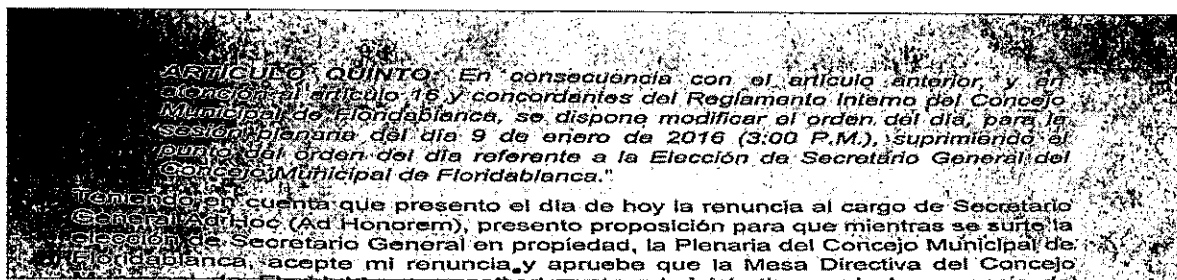 ARTÍCULO QUINTO: En consecuencia con el artículo anterior, y en
atención al artículo 16 y concordantes del Reglamento Interno del Concejo
Municipal de Floridablanca, se dispone modificar el orden del día, para la
sesión plenaria del día 9 de enero de 2016 (3:00 P.M.), suprimiendo el
punto del orden del día referente a la Elección de Secretario General del
Concejo Municipal de Floridablanca."
Teniendo en cuenta que presento el día de hoy la renuncia al cargo de Secretario
General Ad Hoc (Ad Honorem), presento proposición para que mientras se surte la
elección de Secretario General en propiedad, la Plenaria del Concejo Municipal de
Floridablanca, acepte mi renuncia y apruebe que la Mesa Directiva del Concejo